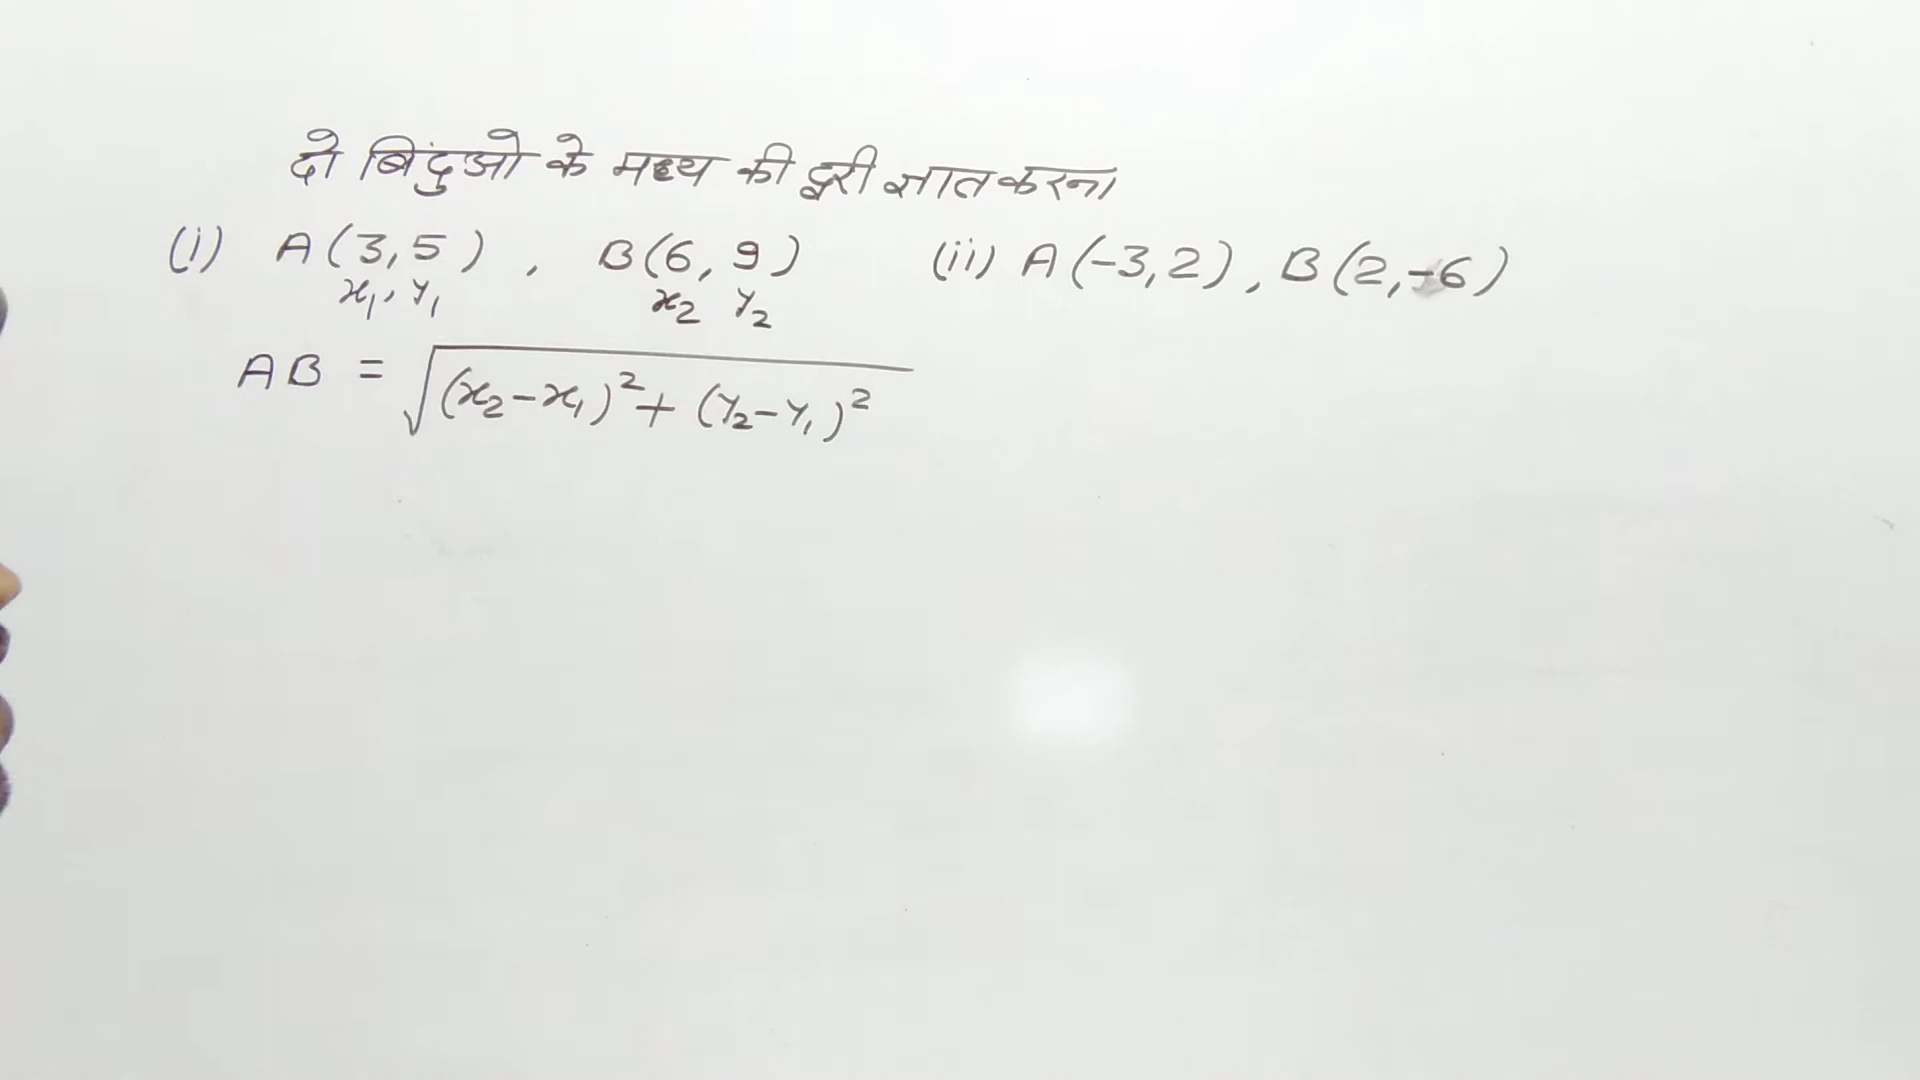 दो बिंदुओ के मध्य की दूरी ज्ञात करना
(i) A(3,5) , B(6, 9) (ii) A(-3,2), B(2,-6)
x₁, y₁ x₂ y₂
AB = √(x₂-x₁)² + (y₂-y₁)²